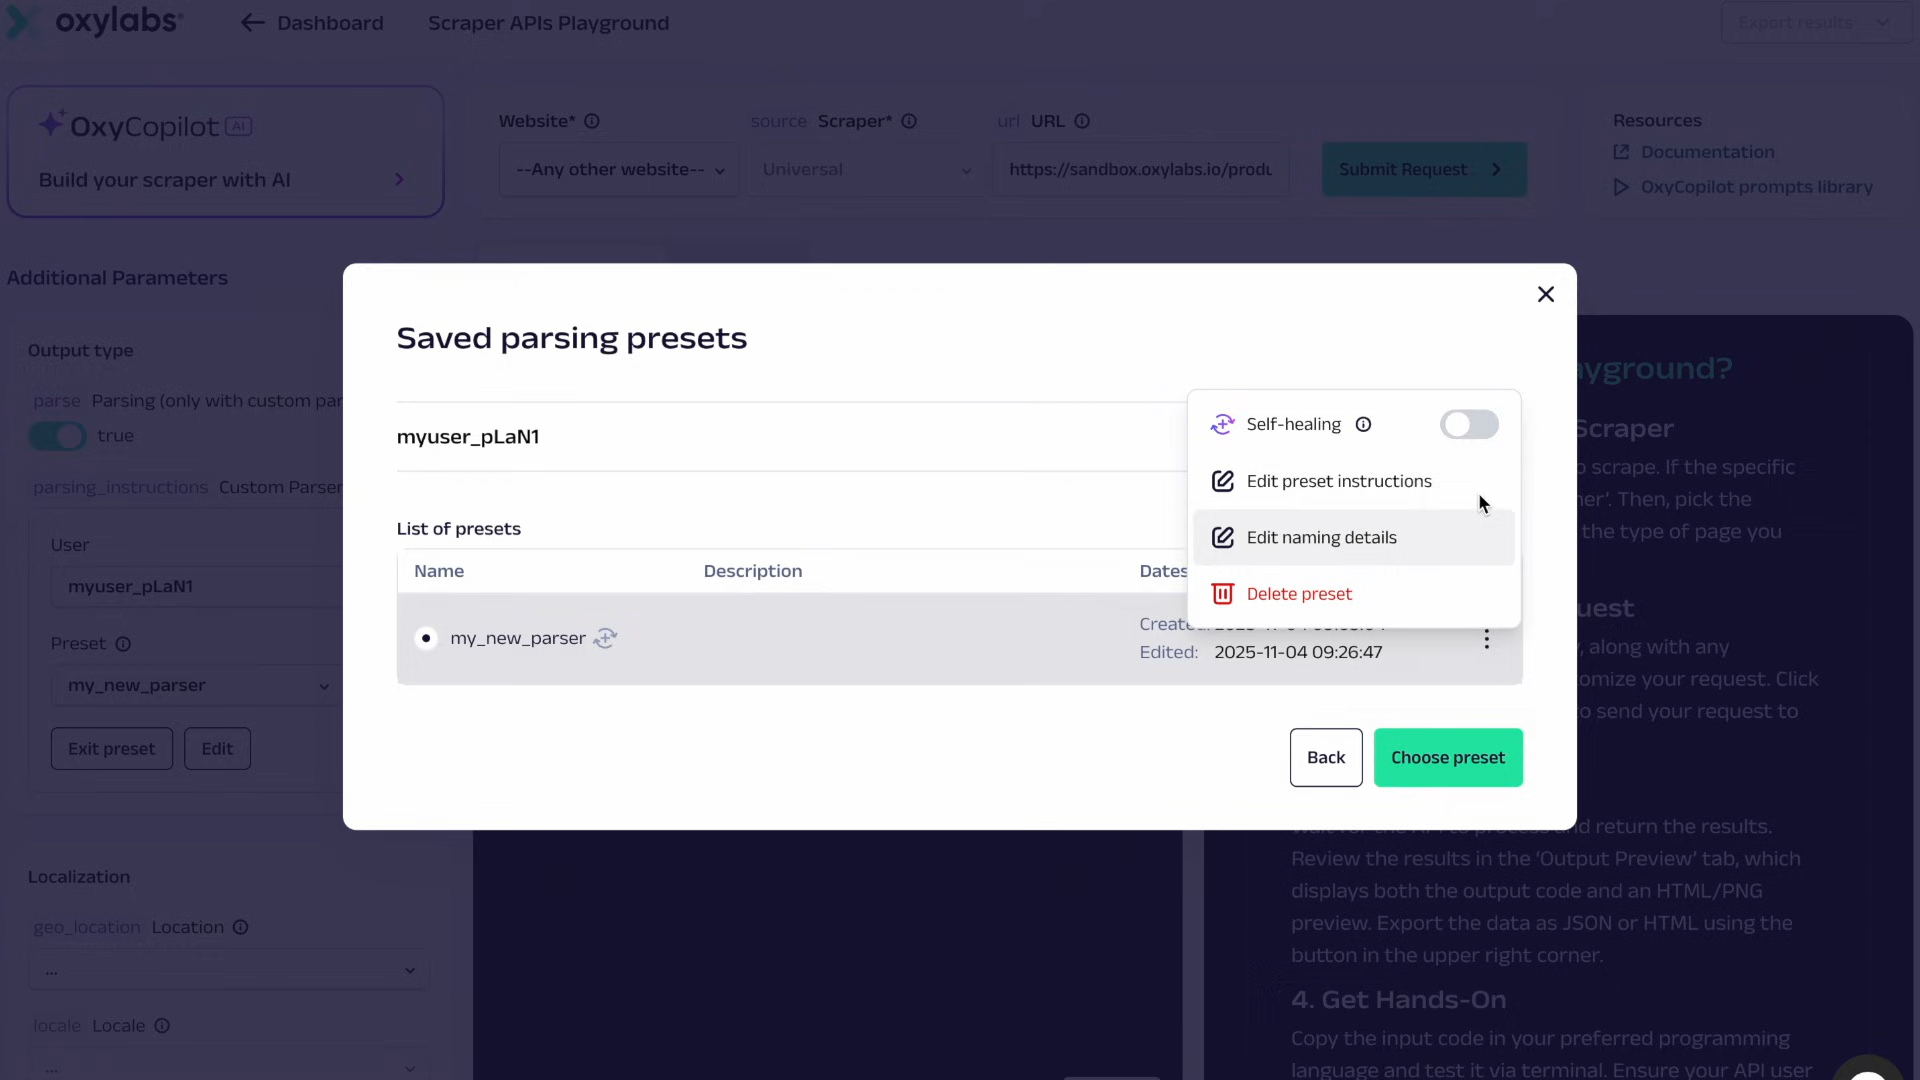 oxylabs®
Dashboard
Scraper APIs Playground
Export results
OxyCopilot AI
Build your scraper with AI
Website*
source Scraper*
url URL
--Any other website--
Universal
https://sandbox.oxylabs.io/produ
Submit Request
Resources
Documentation
OxyCopilot prompts library
Additional Parameters
Output type
parse Parsing (only with custom par
true
parsing_instructions Custom Parser
User
myuser_pLaN1
Preset
my_new_parser
Exit preset
Edit
Localization
geo_location Location
...
locale Locale
...
Saved parsing presets
myuser_pLaN1
List of presets
Name
Description
Dates
my_new_parser
Create
Edited: 2025-11-04 09:26:47
Self-healing
Edit preset instructions
Edit naming details
Delete preset
Back
Choose preset
ayground?
Scraper
o scrape. If the specific
er’. Then, pick the
the type of page you
uest
, along with any
omize your request. Click
o send your request to
nd return the results.
Review the results in the ‘Output Preview’ tab, which
displays both the output code and an HTML/PNG
preview. Export the data as JSON or HTML using the
button in the upper right corner.
4. Get Hands-On
Copy the input code in your preferred programming
language and test it via terminal. Ensure your API user